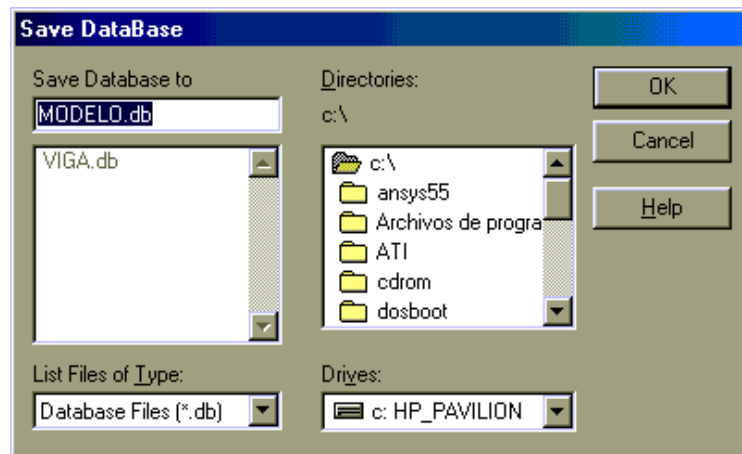 Save DataBase
Save Database to
MODELO.db
VIGA.db
List Files of Type:
Database Files (*.db)
Directories:
c:\
c:\
ansys55
Archivos de progra
ATI
cdrom
dosboot
Drives:
c: HP_PAVILION
OK
Cancel
Help